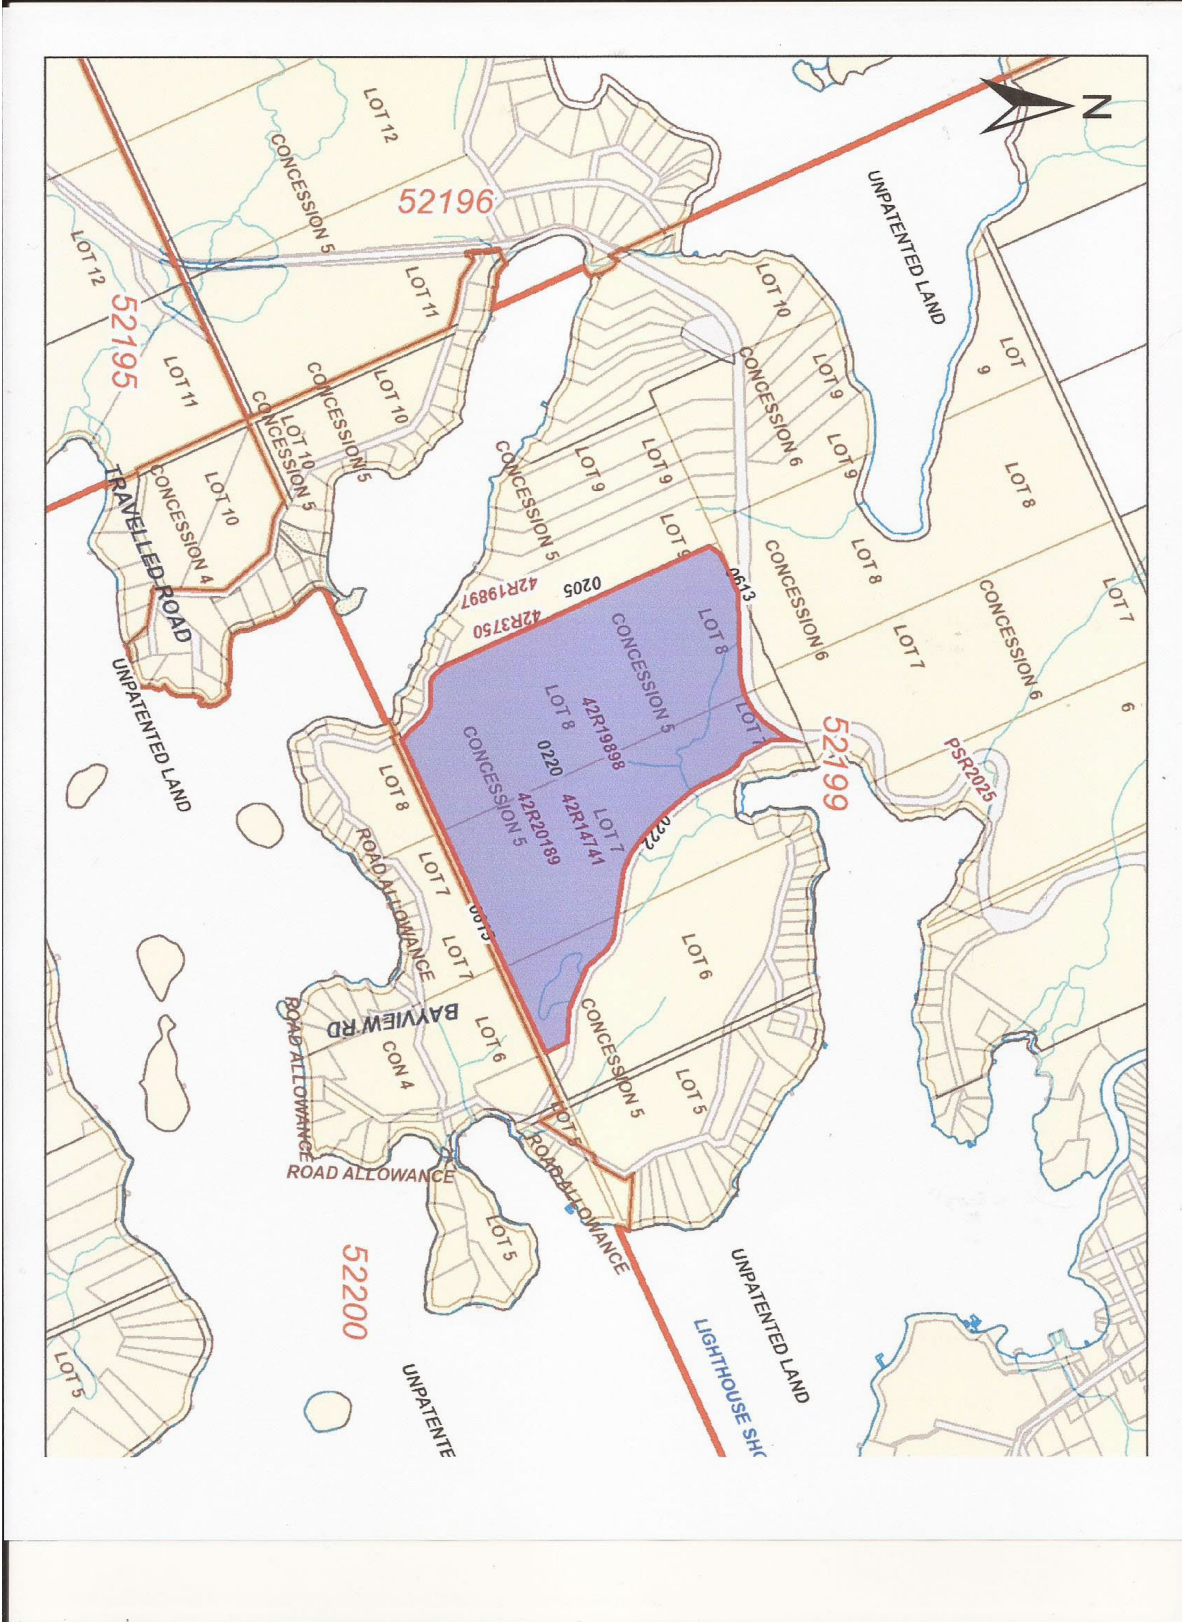 N
LOT 12
CONCESSION 5
52196
UNPATENTED LAND
LOT 12
52195
LOT 11
LOT 10
LOT 11
CONCESSION 5
LOT 10
LOT 9
CONCESSION 6
LOT
9
LOT 10
CONCESSION 5
LOT 9
LOT 9
LOT 9
CONCESSION 5
LOT 8
TRAVELLED ROAD
LOT 10
CONCESSION 4
LOT 9
LOT 8
CONCESSION 6
42R19897
0205
0613
LOT 7
42R3750
CONCESSION 5
LOT 8
LOT 7
CONCESSION 6
UNPATENTED LAND
LOT 8
42R19898
LOT 7
6
CONCESSION 5
0220
52199
PSR2025
LOT 8
42R20189
42R14741
LOT 7
0222
ROAD ALLOWANCE
LOT 7
LOT 7
LOT 6
BAYVIEW RD
ROAD ALLOWANCE
LOT 6
CONCESSION 5
CON 4
LOT 5
LOT 5
ROAD ALLOWANCE
ROAD ALLOWANCE
LOT 5
52200
UNPATENTED LAND
LIGHTHOUSE SHO
LOT 5
UNPATENTE